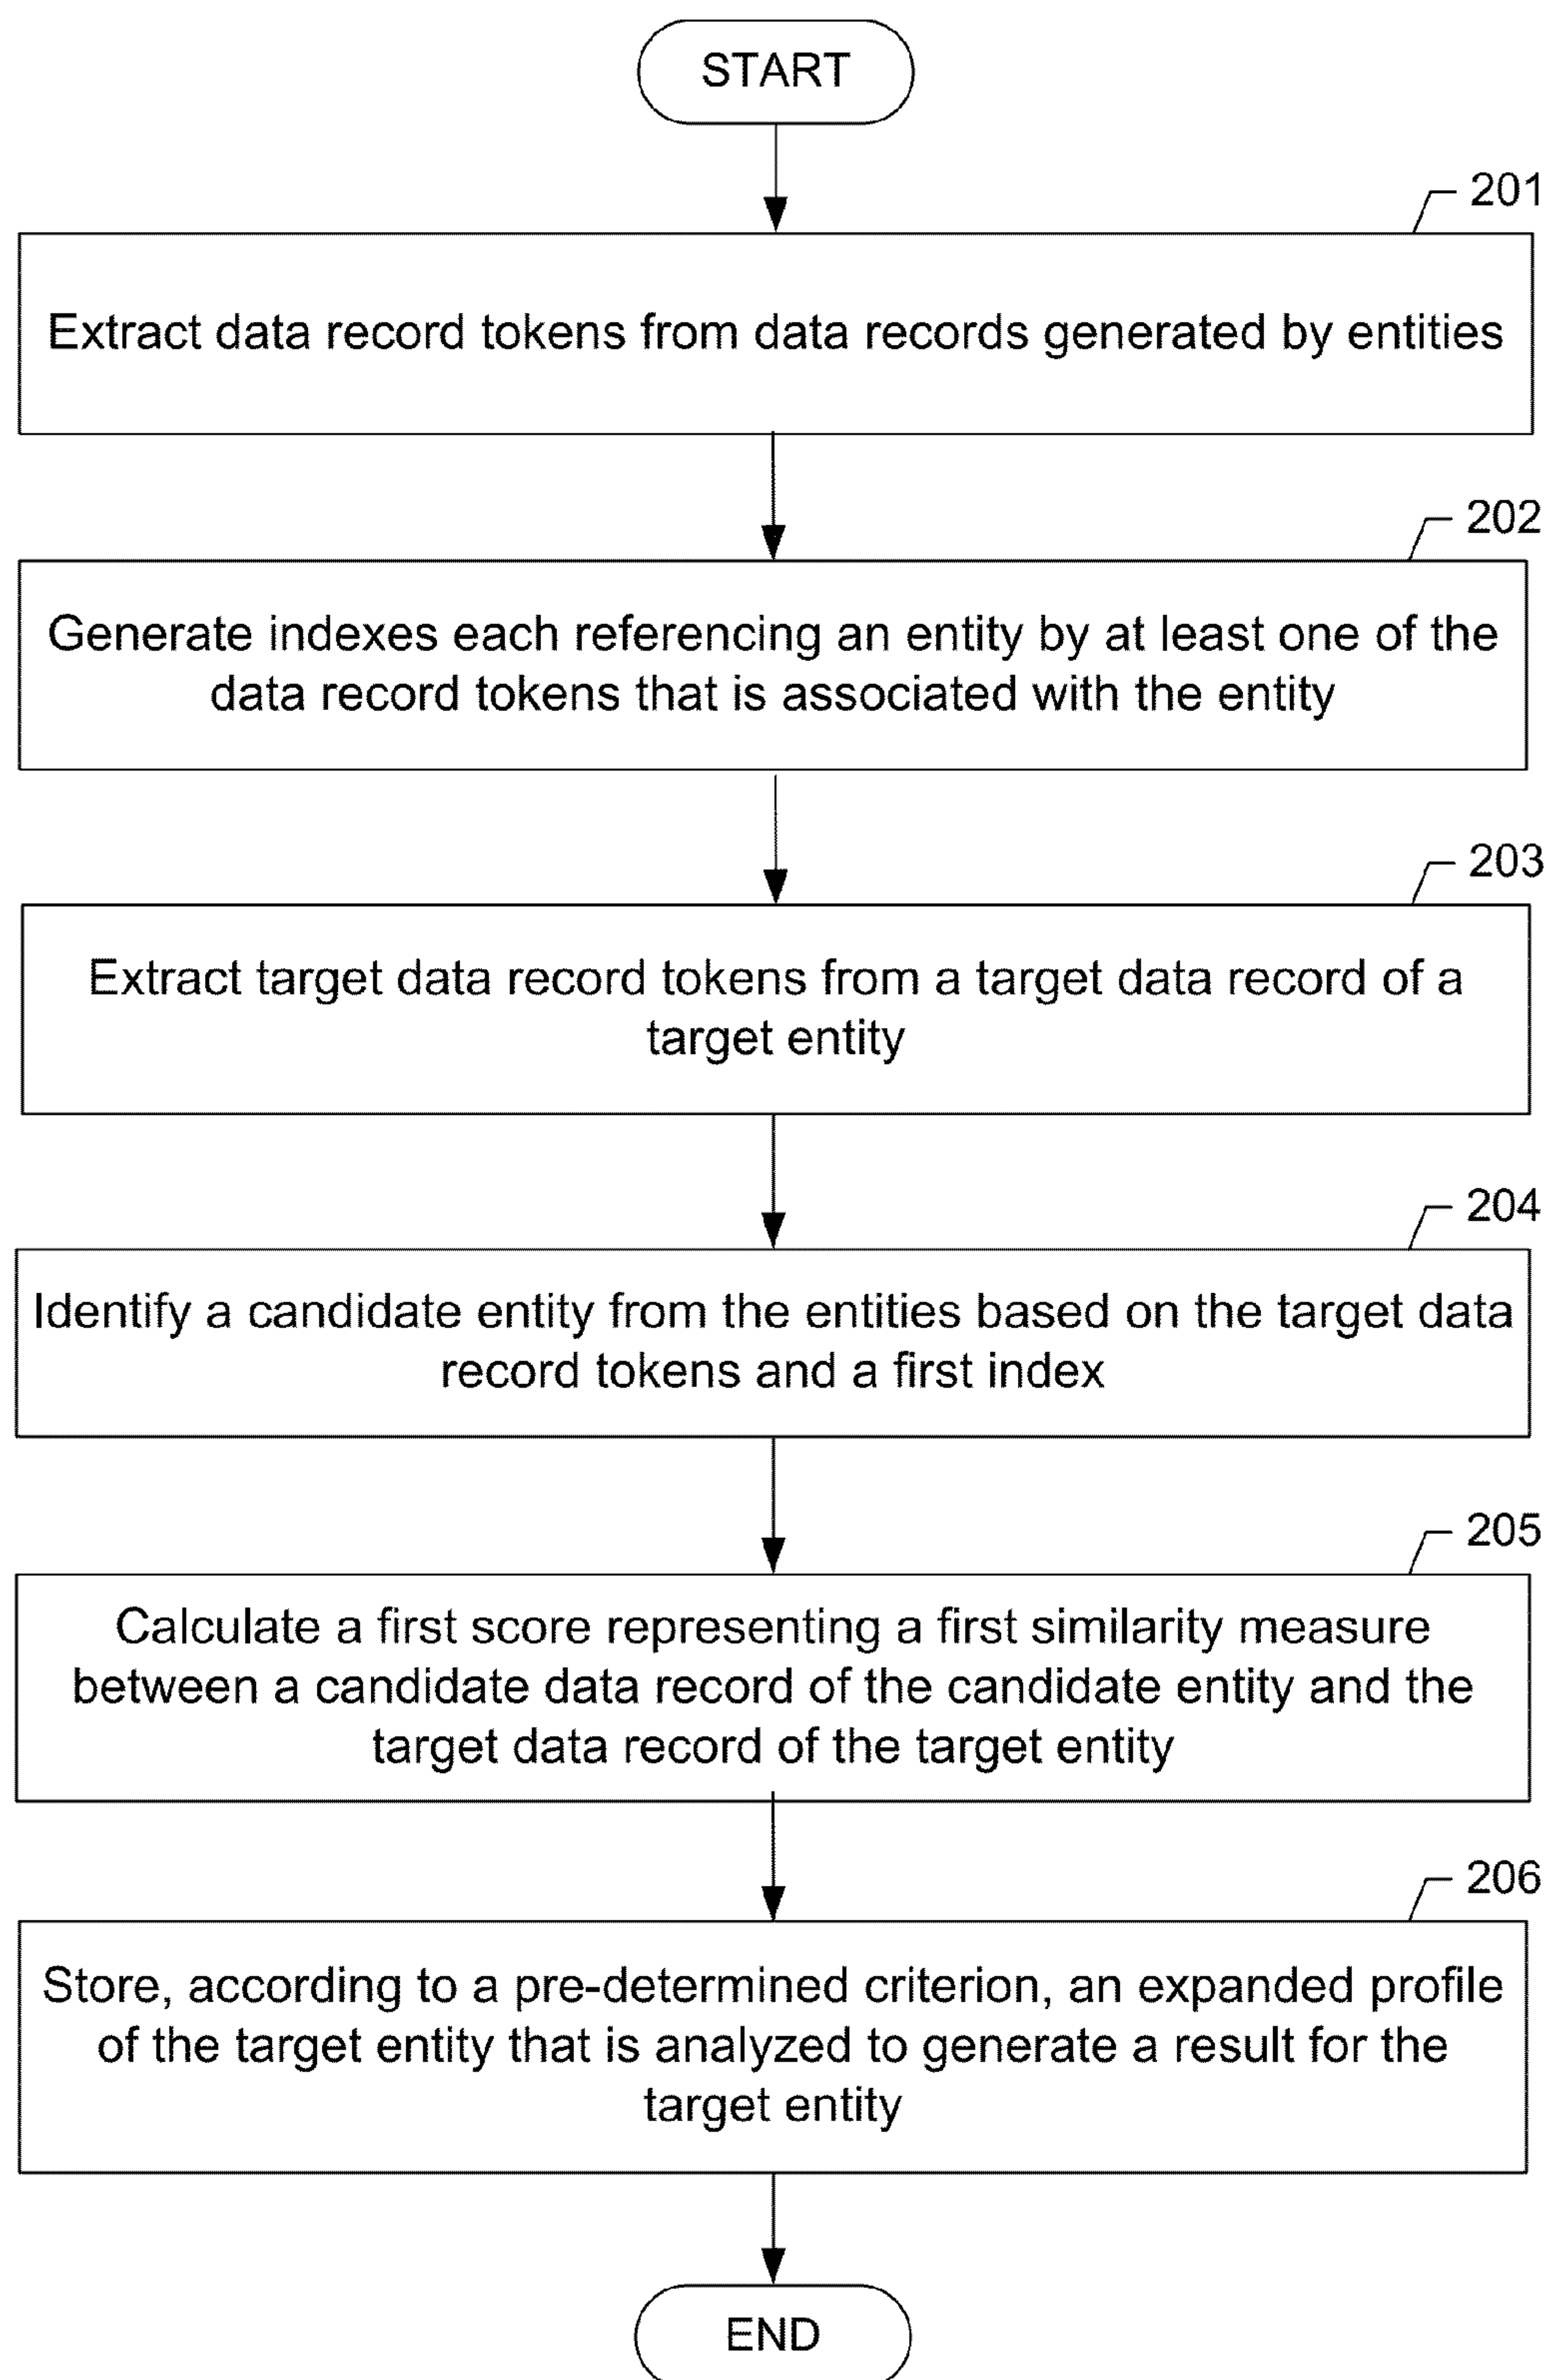 START
201
Extract data record tokens from data records generated by entities
202
Generate indexes each referencing an entity by at least one of the
data record tokens that is associated with the entity
203
Extract target data record tokens from a target data record of a
target entity
204
Identify a candidate entity from the entities based on the target data
record tokens and a first index
205
Calculate a first score representing a first similarity measure
between a candidate data record of the candidate entity and the
target data record of the target entity
206
Store, according to a pre-determined criterion, an expanded profile
of the target entity that is analyzed to generate a result for the
target entity
END